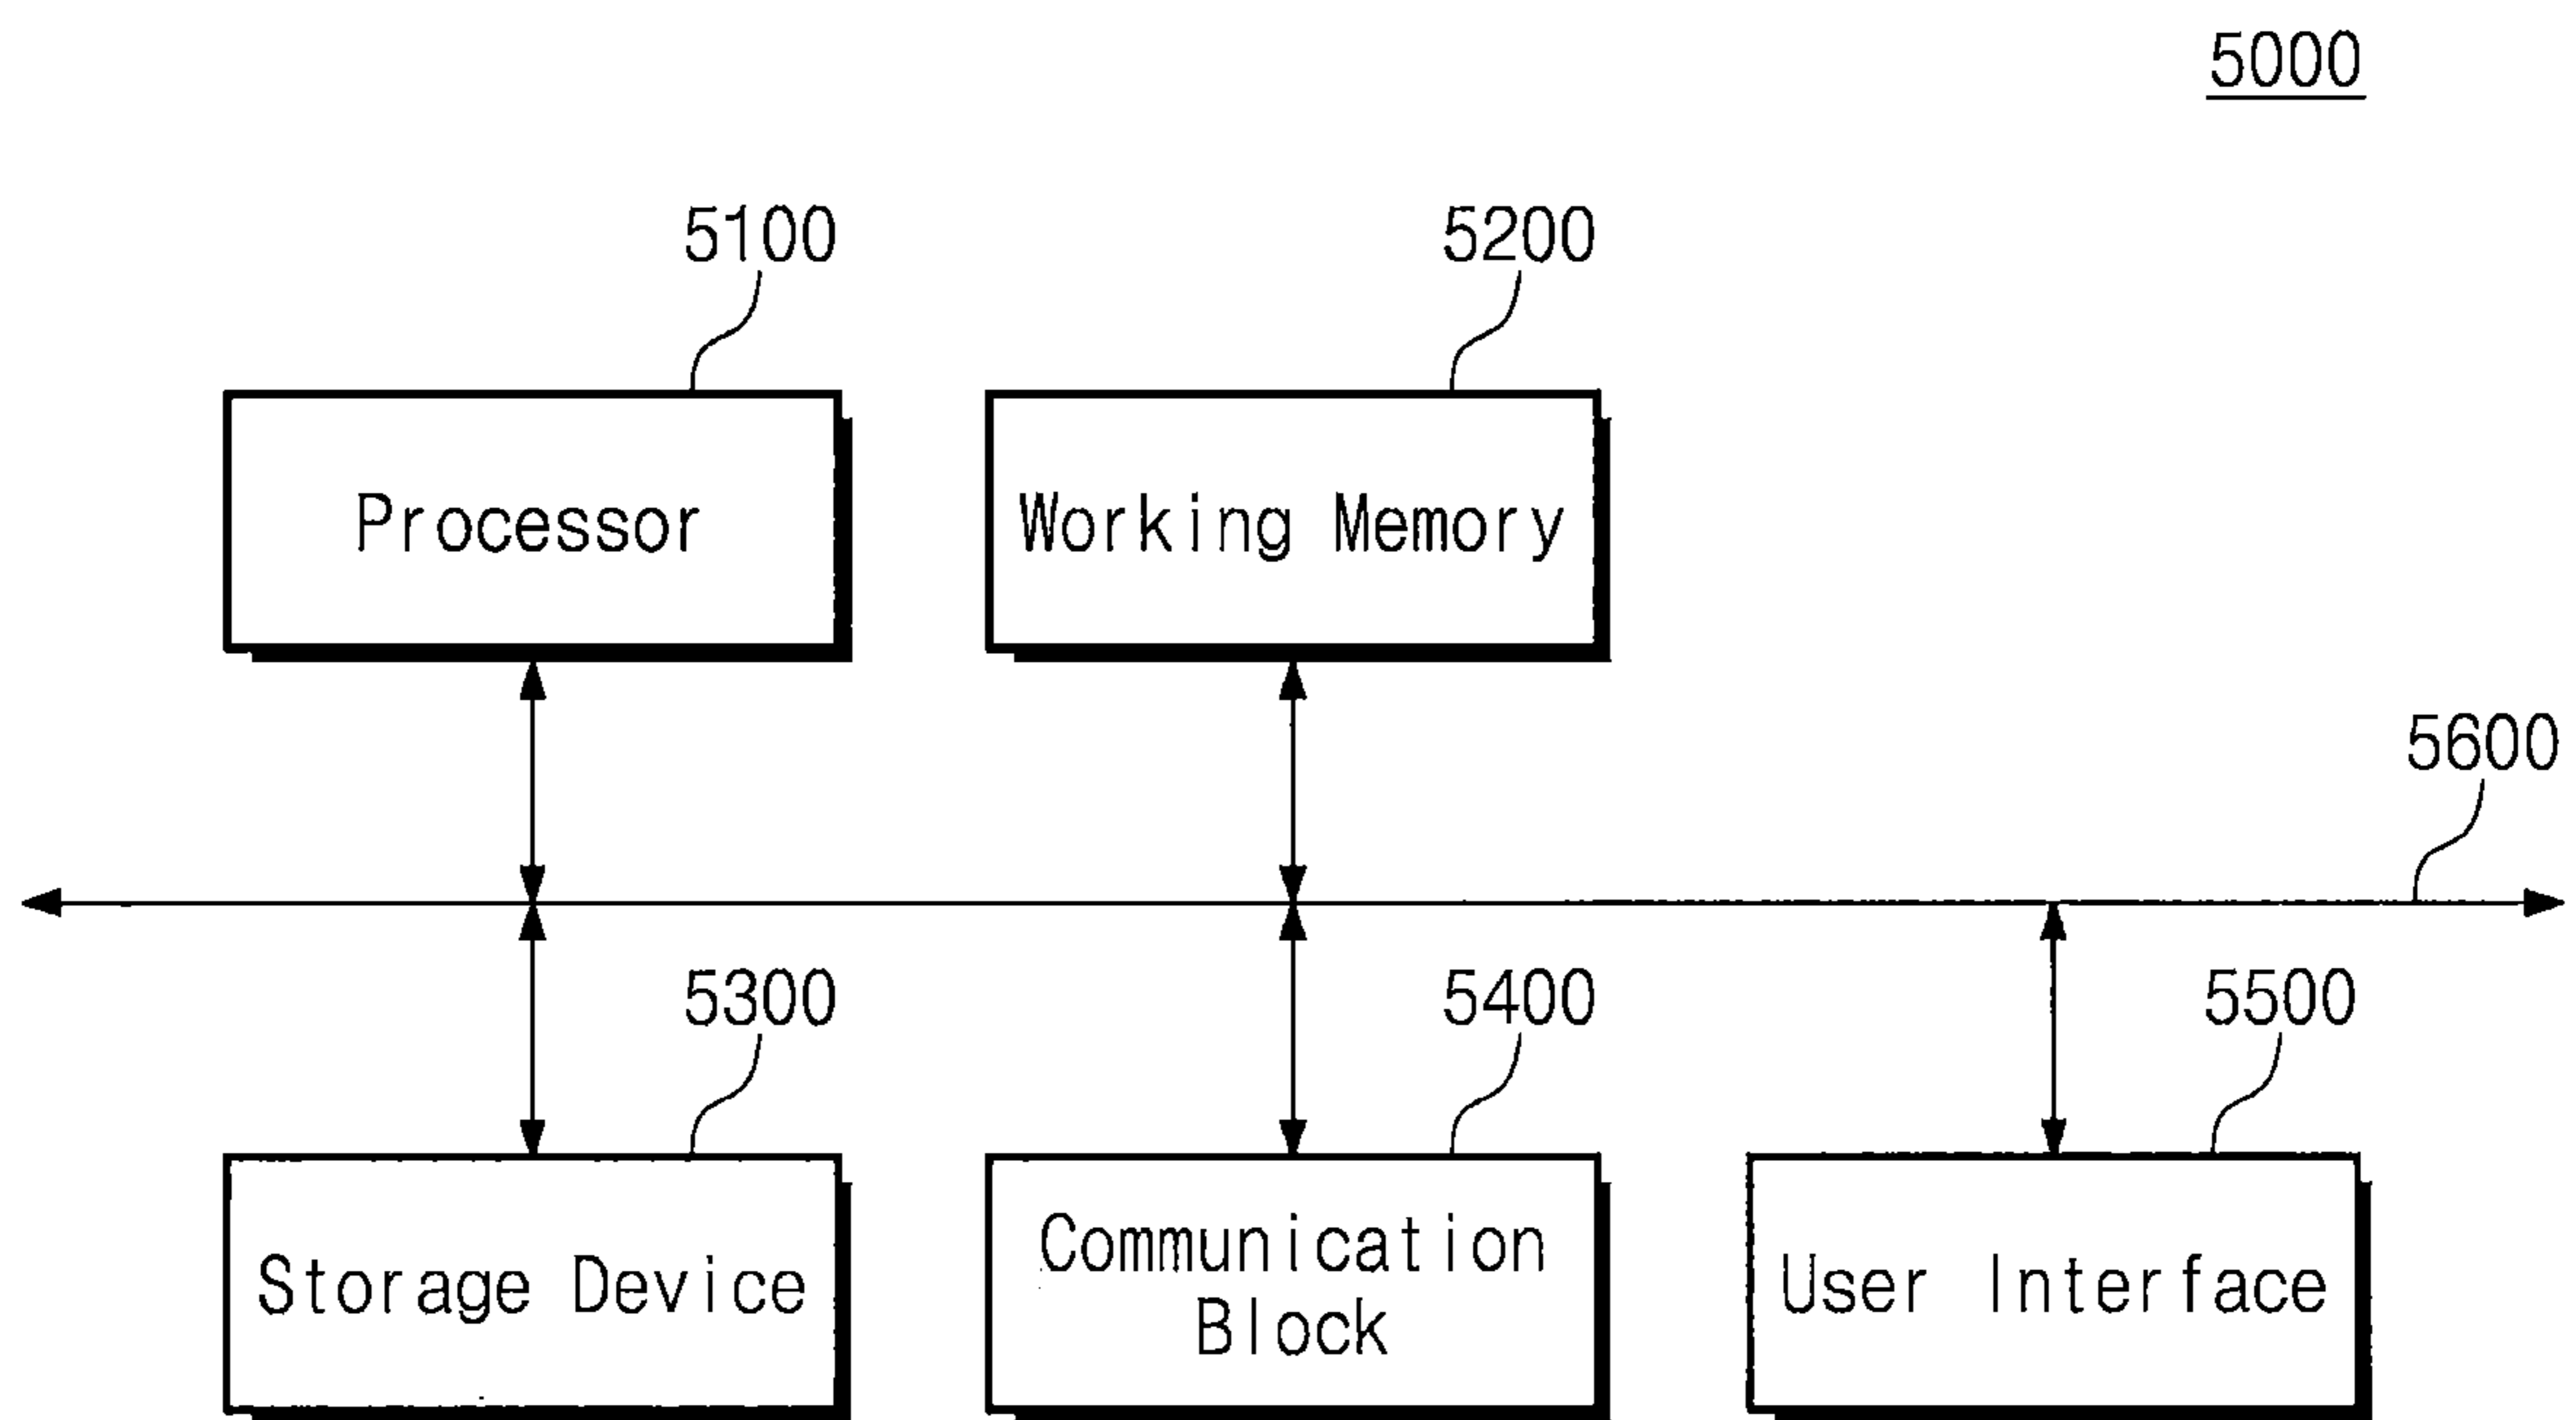 5000
5100
5200
Processor
Working Memory
5600
5300
5400
5500
Storage Device
Communication
Block
User Interface